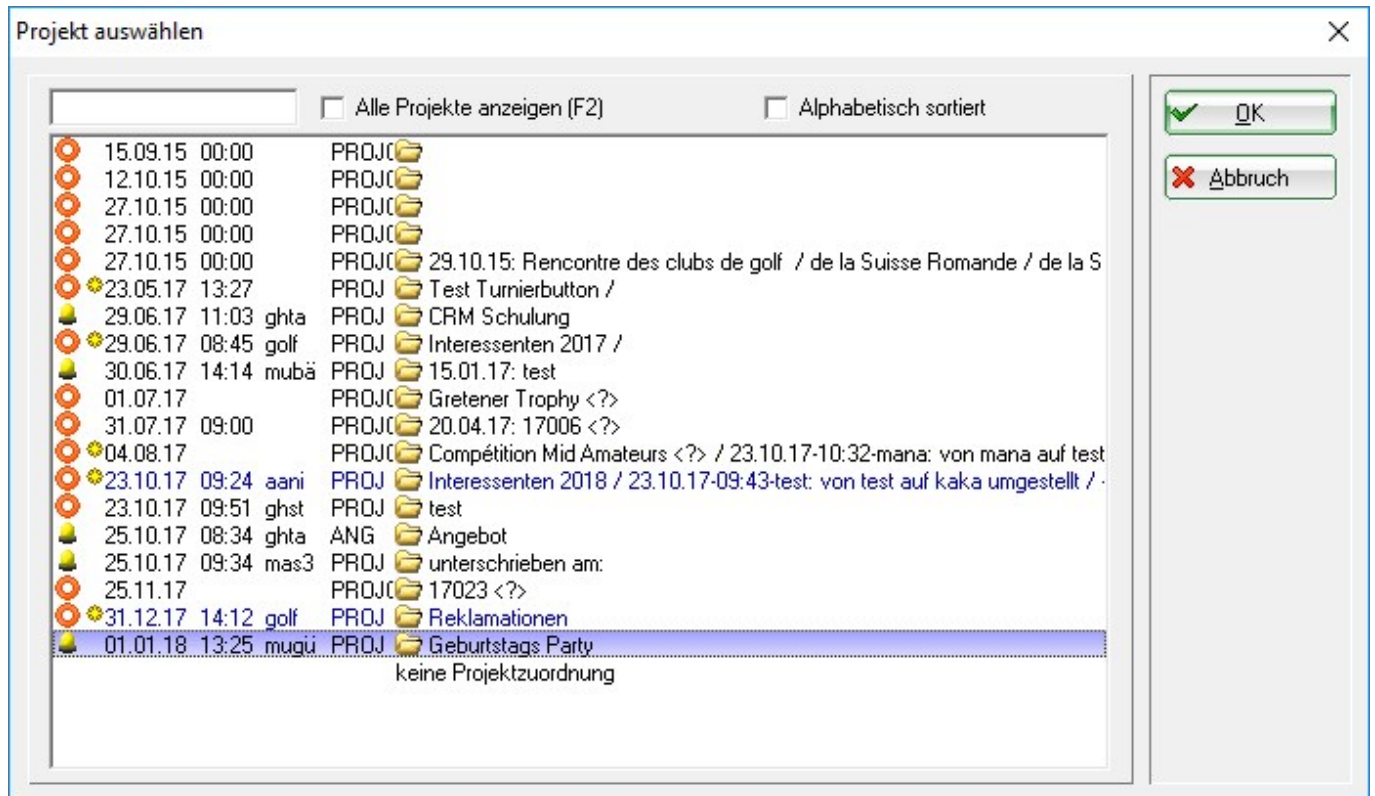 Projekt auswählen
Alle Projekte anzeigen (F2) Alphabetisch sortiert OK
15.09.15 00:00 PROJ(
12.10.15 00:00 PROJ( Abbruch
27.10.15 00:00 PROJ(
27.10.15 00:00 PROJ(
27.10.15 00:00 PROJ( 29.10.15: Rencontre des clubs de golf / de la Suisse Romande / de la S
23.05.17 13:27 PROJ Test Turnierbutton /
29.06.17 11:03 ghta PROJ CRM Schulung
29.06.17 08:45 golf PROJ Interessenten 2017 /
30.06.17 14:14 mubä PROJ 15.01.17: test
01.07.17 PROJ( Gretener Trophy <?>
31.07.17 09:00 PROJ( 20.04.17: 17006 <?>
04.08.17 PROJ( Compétition Mid Amateurs <?> / 23.10.17-10:32-mana: von mana auf test
23.10.17 09:24 aani PROJ Interessenten 2018 / 23.10.17-09:43-test: von test auf kaka umgestellt / -
23.10.17 09:51 ghst PROJ test
25.10.17 08:34 ghta ANG Angebot
25.10.17 09:34 mas3 PROJ unterschrieben am:
25.11.17 PROJ( 17023 <?>
31.12.17 14:12 golf PROJ Reklamationen
01.01.18 13:25 mugü PROJ Geburtstags Party
keine Projektzuordnung